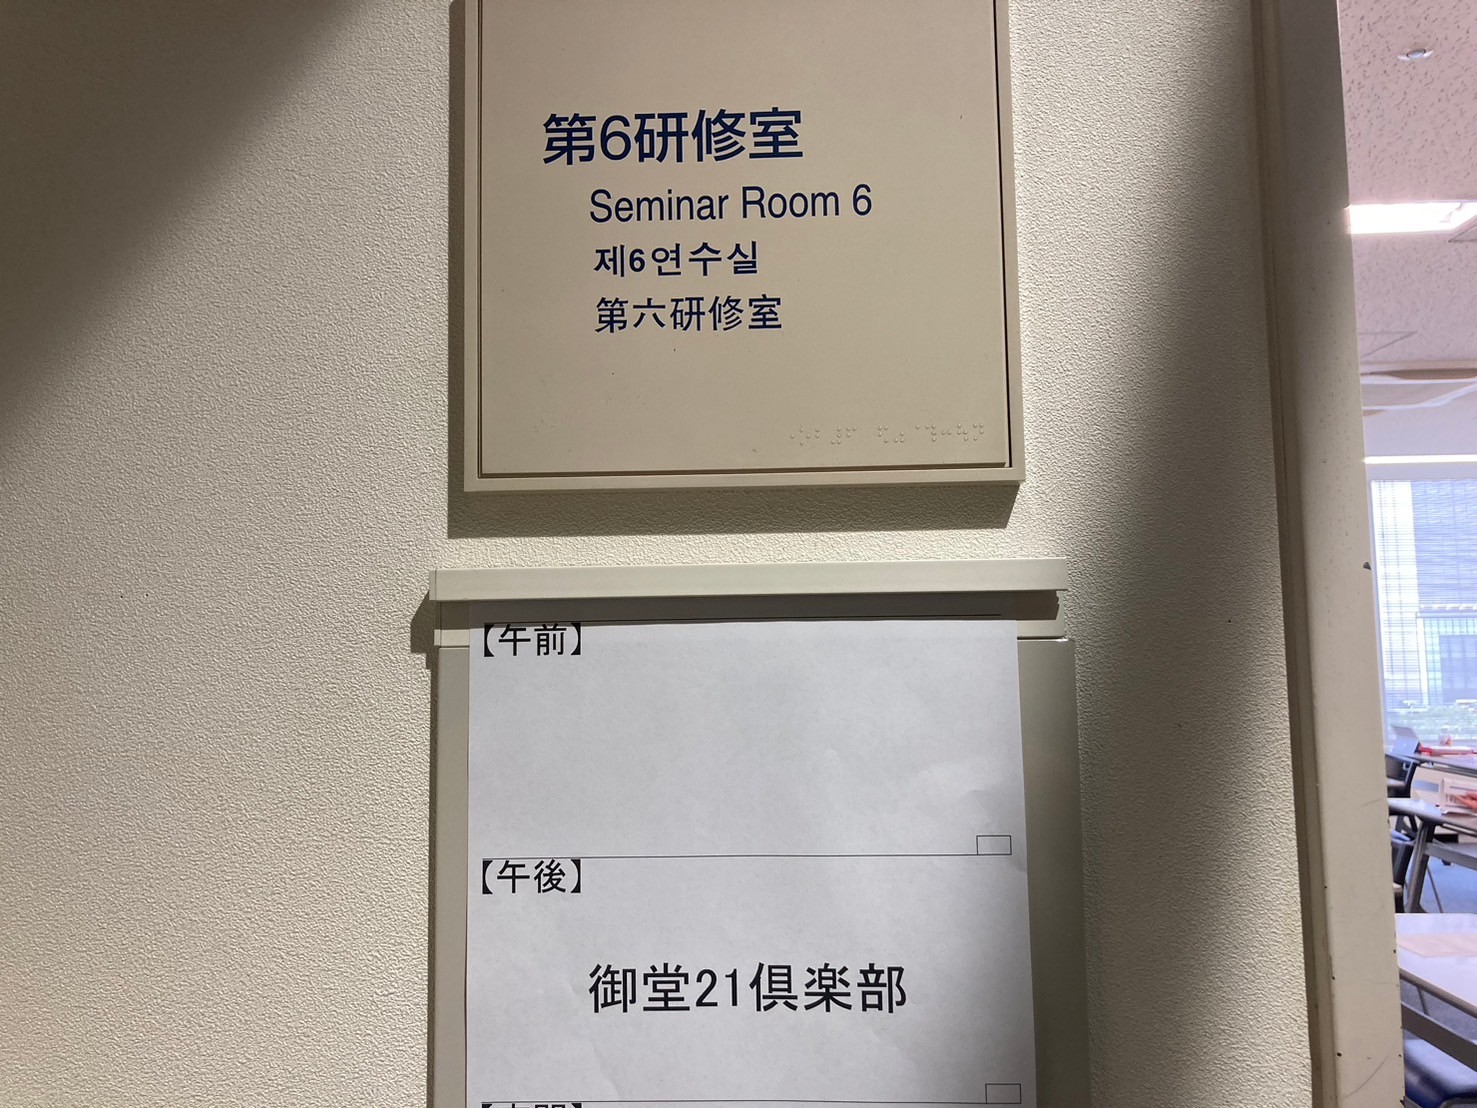 第6研修室
Seminar Room 6
제6연수실
第六研修室
【午前】
【午後】
御堂21倶楽部